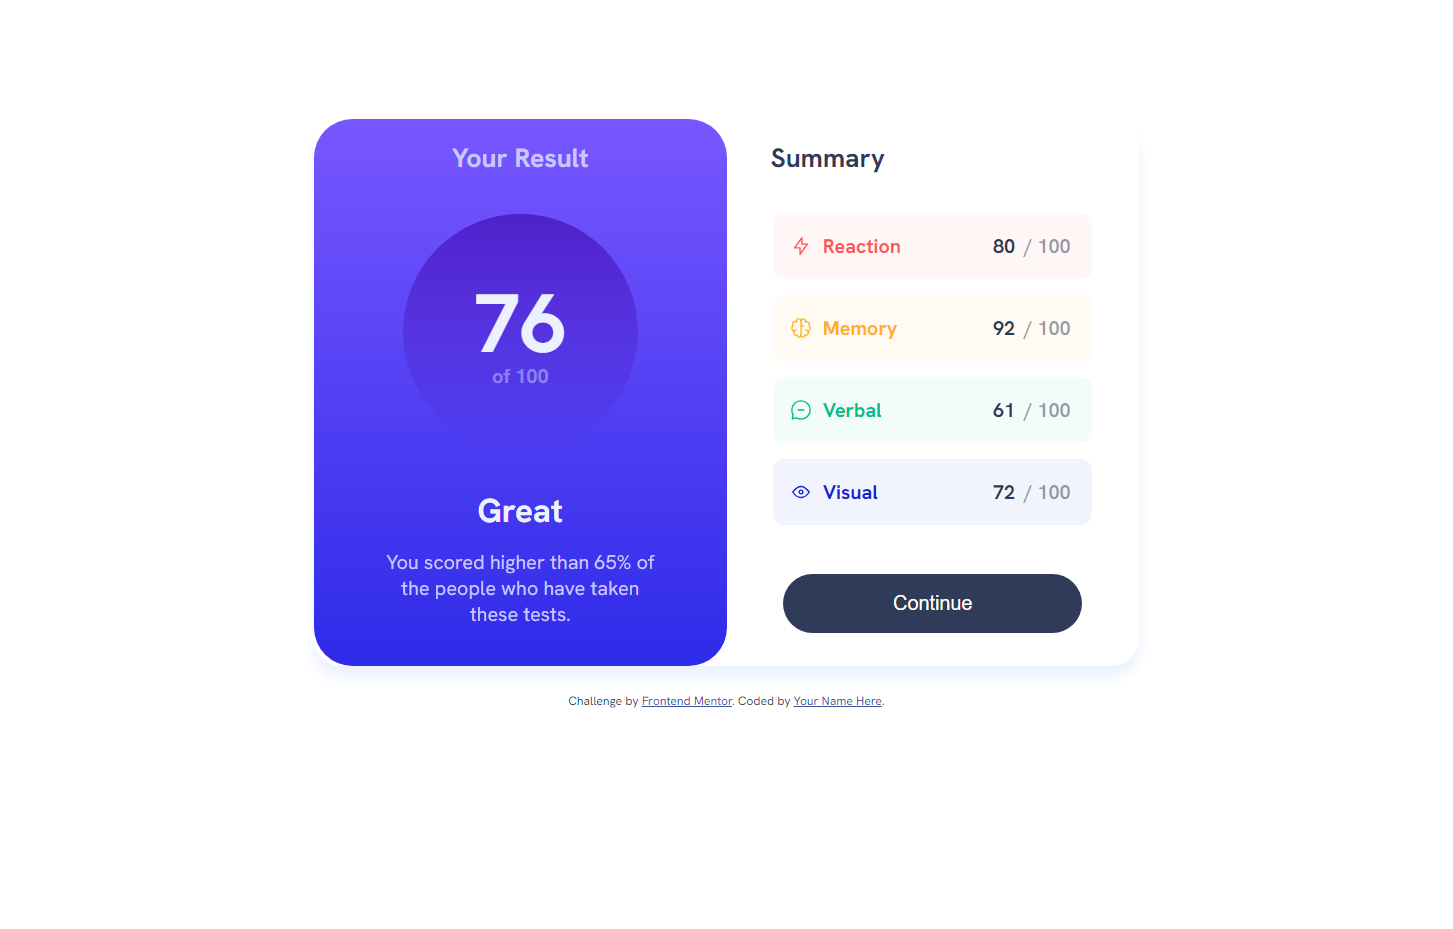 Your Result
76
of 100
Great
You scored higher than 65% of
the people who have taken
these tests.
Summary
Reaction 80 / 100
Memory 92 / 100
Verbal 61 / 100
Visual 72 / 100
Continue
Challenge by Frontend Mentor. Coded by Your Name Here.